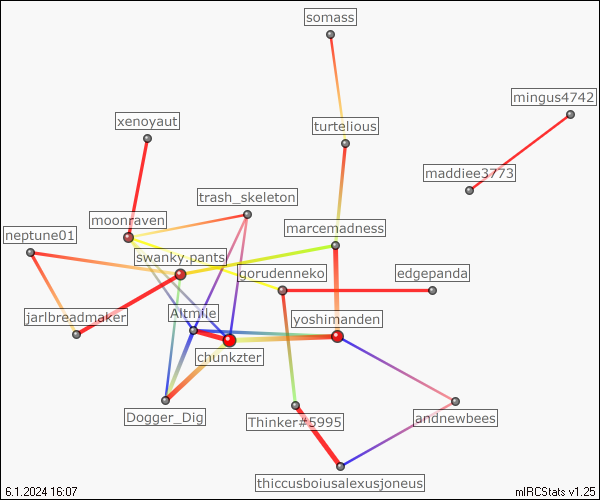 somass
mingus4742
xenoyaut
turtelious
maddiee3773
trash_skeleton
moonraven
marcemadness
neptune01
swanky.pants
gorudenneko
edgepanda
jarlbreadmaker
Altmile
yoshimanden
chunkzter
Dogger_Dig
Thinker#5995
andnewbees
thiccusboiusalexusjoneus
6.1.2024 16:07
mIRCStats v1.25